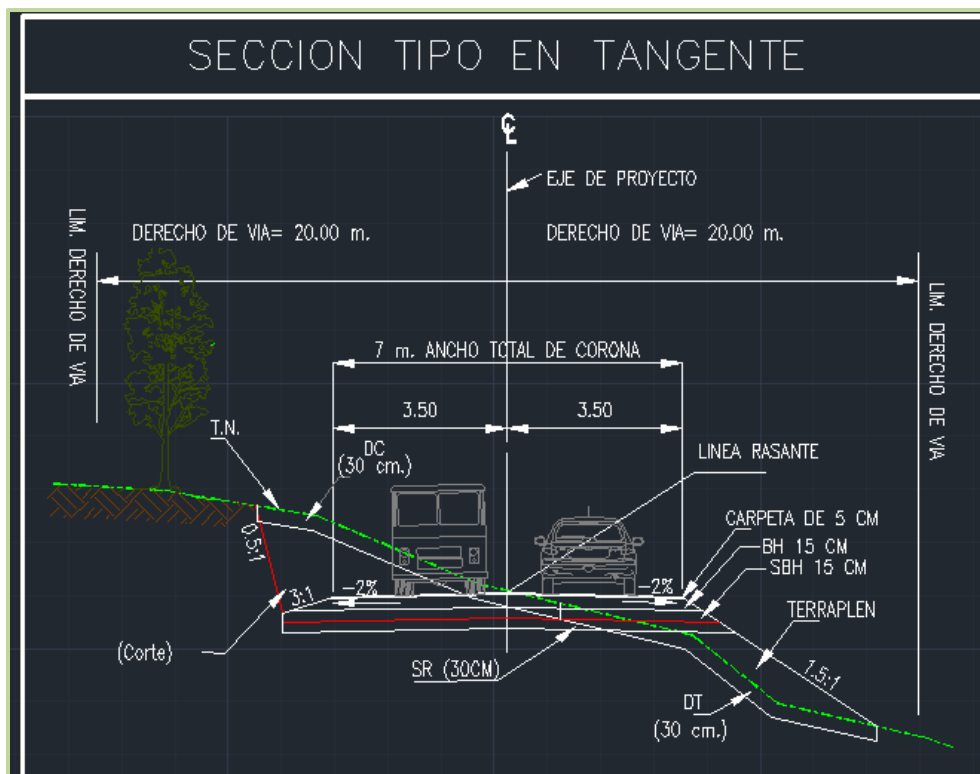 SECCION TIPO EN TANGENTE
CL
EJE DE PROYECTO
LIM. DERECHO DE VIA
DERECHO DE VIA= 20.00 m.
DERECHO DE VIA= 20.00 m.
LIM. DERECHO DE VIA
7 m. ANCHO TOTAL DE CORONA
3.50
3.50
T.N.
DC
(30 cm.)
LINEA RASANTE
CARPETA DE 5 CM
BH 15 CM
SBH 15 CM
0.5:1
3:1
-2%
-2%
TERRAPLEN
(Corte)
SR (30CM)
1.5:1
DT
(30 cm.)